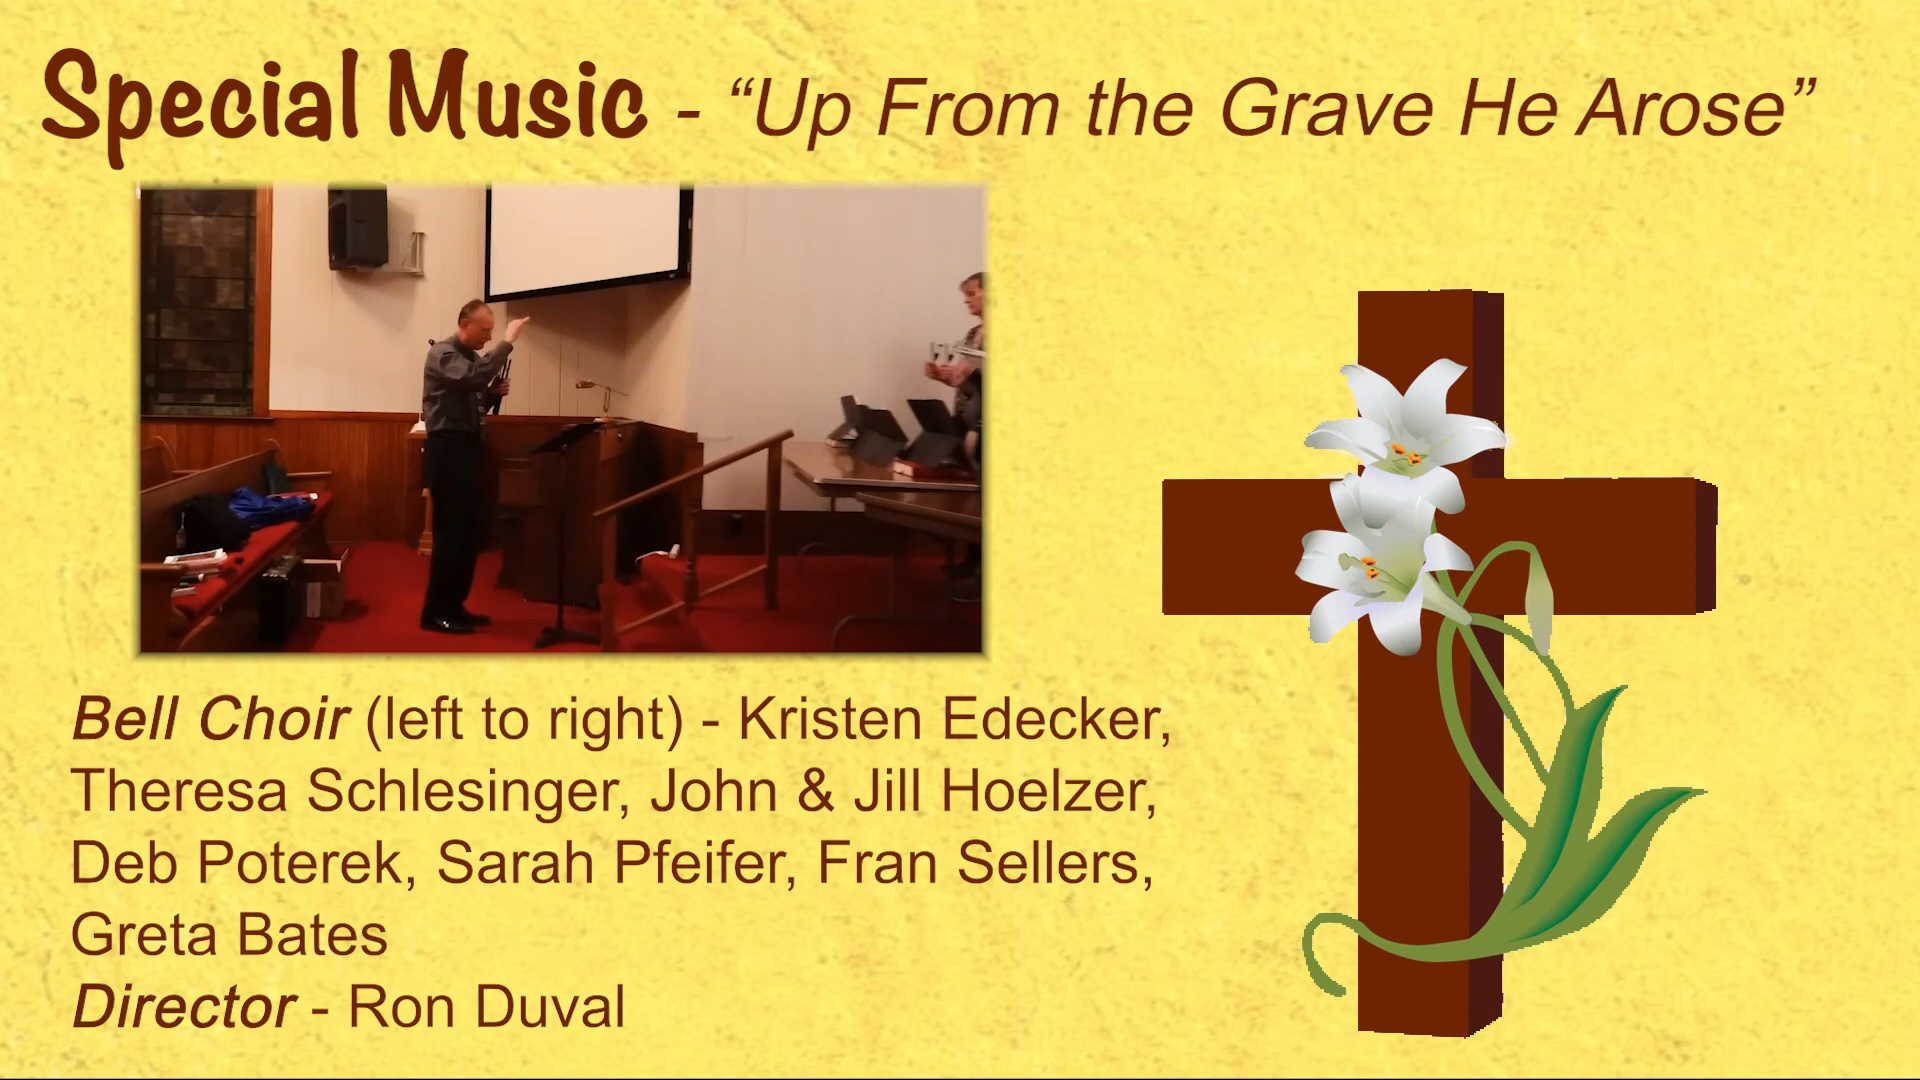 Special Music - “Up From the Grave He Arose”
Bell Choir (left to right) - Kristen Edecker,
Theresa Schlesinger, John & Jill Hoelzer,
Deb Poterek, Sarah Pfeifer, Fran Sellers,
Greta Bates
Director - Ron Duval